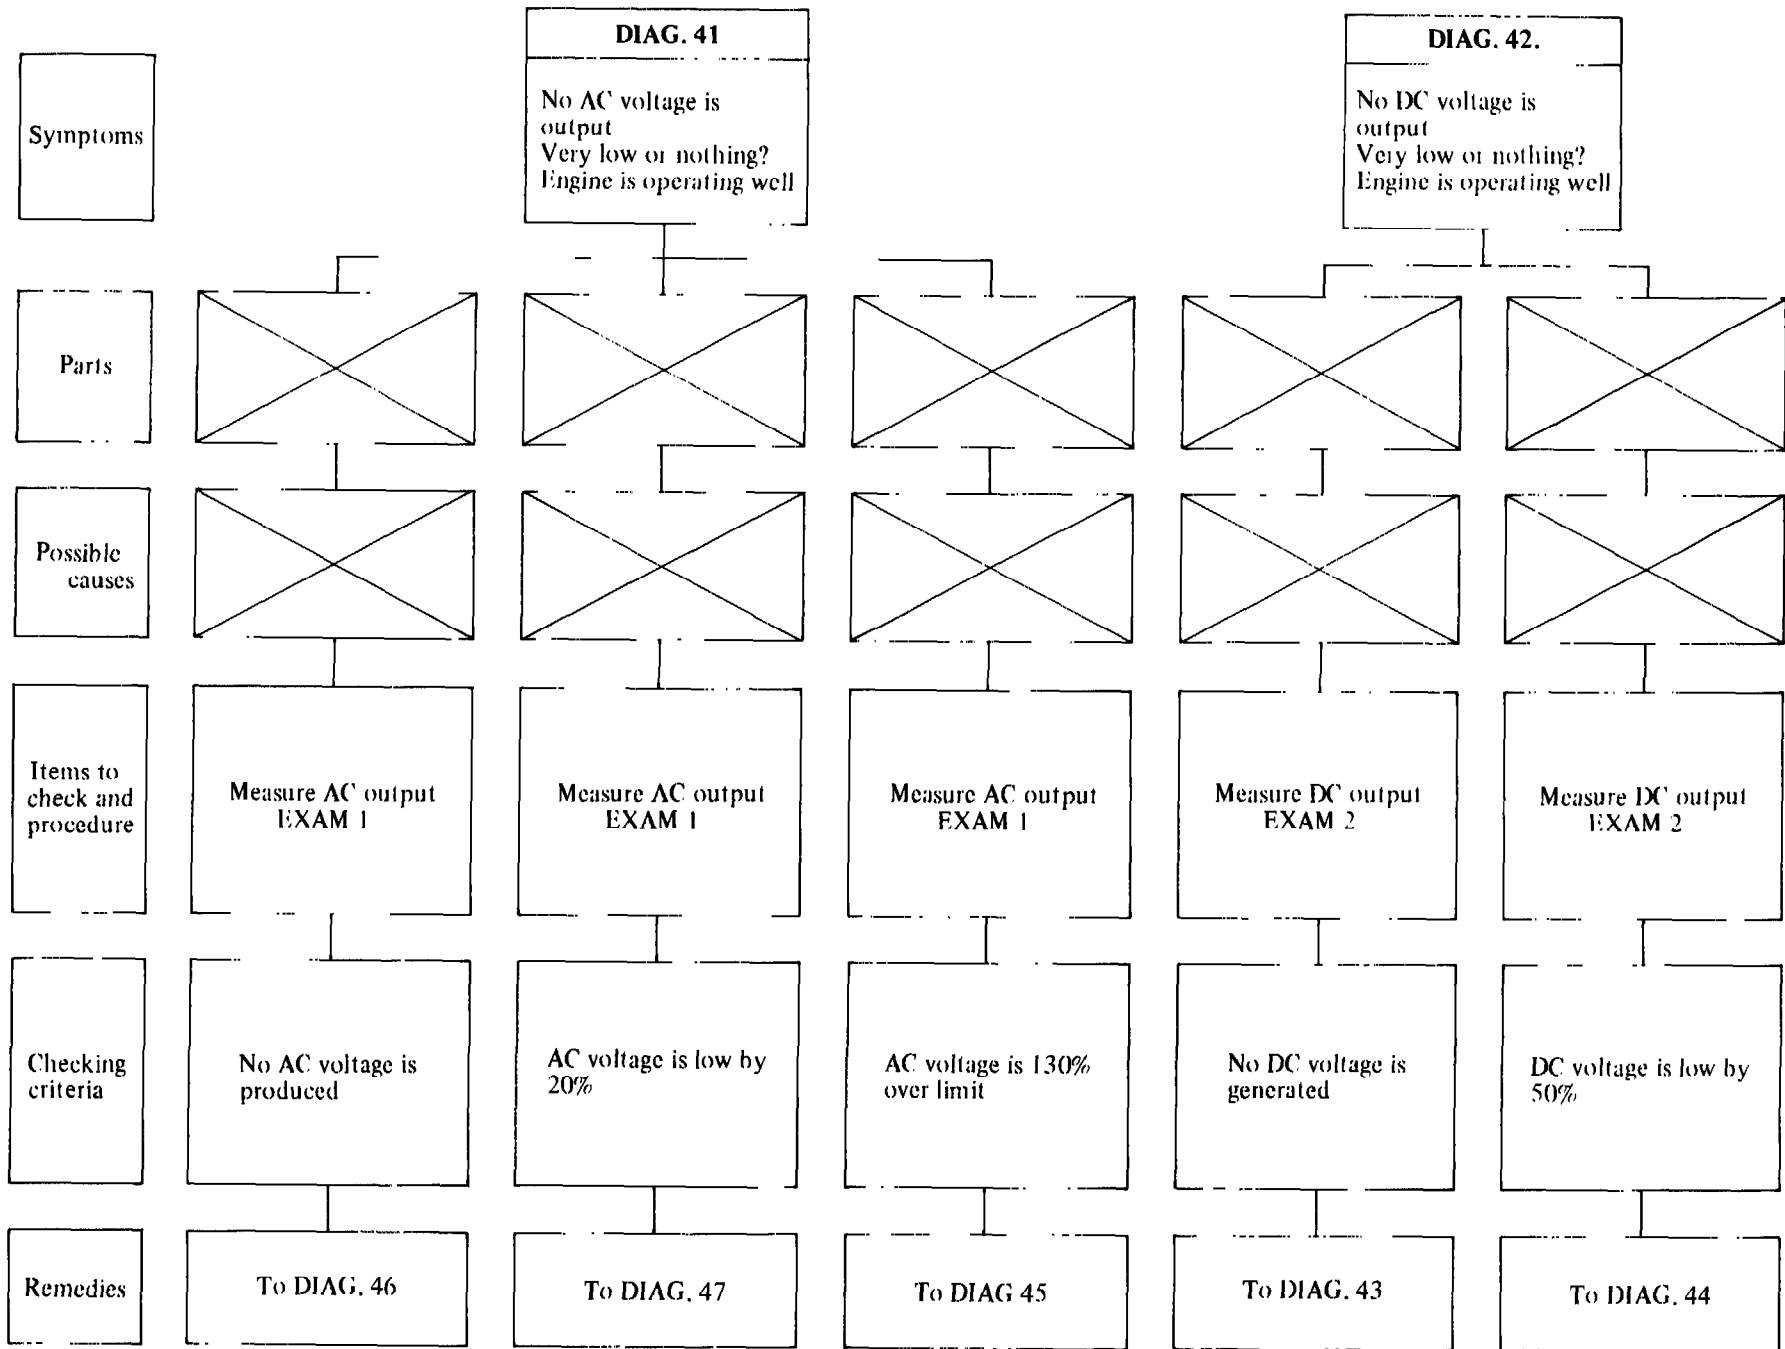 DIAG. 41
DIAG. 42.
Symptoms
No AC voltage is
output
Very low or nothing?
Engine is operating well
No DC voltage is
output
Very low or nothing?
Engine is operating well
Parts
Possible
causes
Items to
check and
procedure
Measure AC output
EXAM 1
Measure AC output
EXAM 1
Measure AC output
EXAM 1
Measure DC output
EXAM 2
Measure DC output
EXAM 2
Checking
criteria
No AC voltage is
produced
AC voltage is low by
20%
AC voltage is 130%
over limit
No DC voltage is
generated
DC voltage is low by
50%
Remedies
To DIAG. 46
To DIAG. 47
To DIAG 45
To DIAG. 43
To DIAG. 44